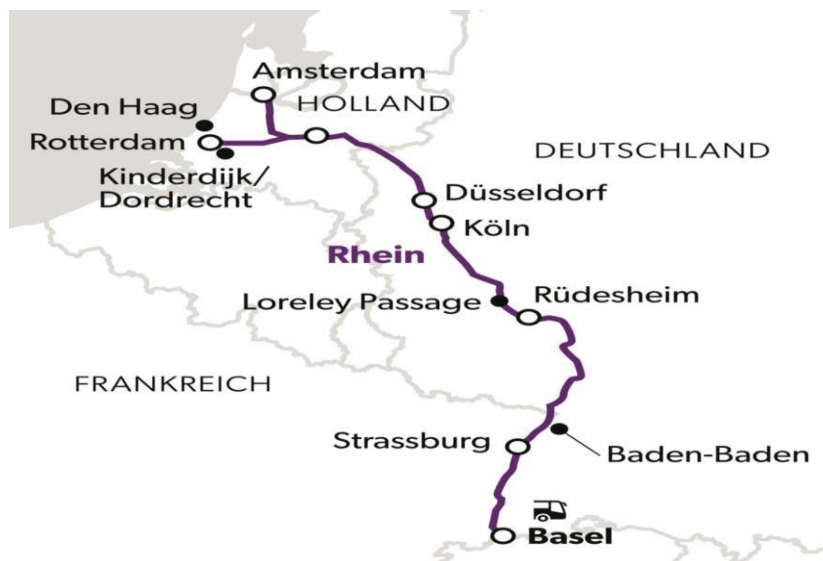 Amsterdam
HOLLAND
Den Haag
Rotterdam
Kinderdijk/
Dordrecht
DEUTSCHLAND
Düsseldorf
Köln
Rhein
Loreley Passage
Rüdesheim
FRANKREICH
Strassburg
Baden-Baden
Basel